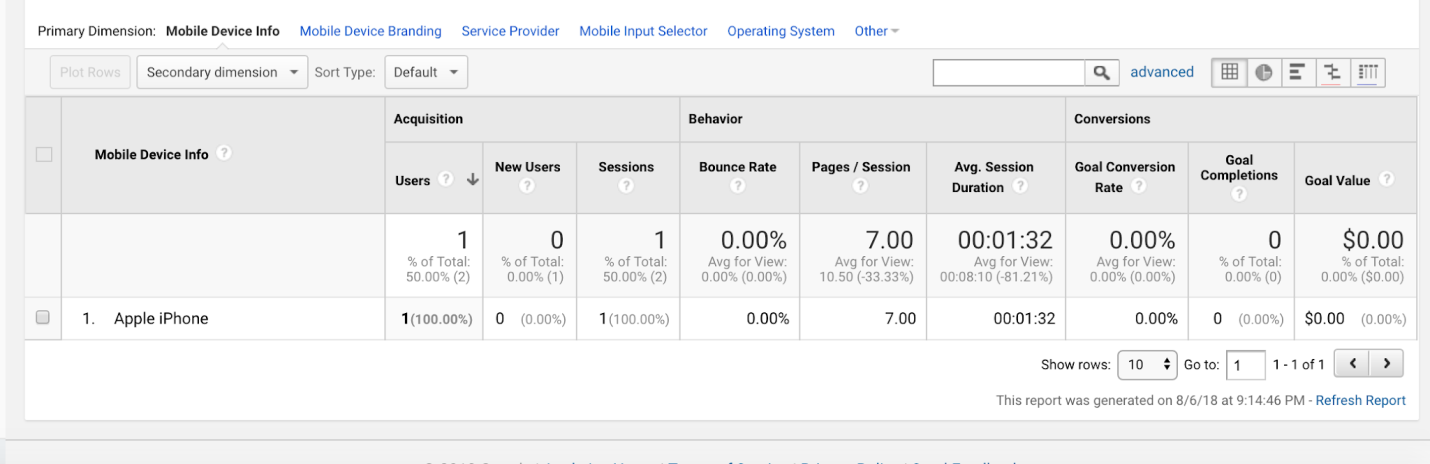 Primary Dimension: Mobile Device Info Mobile Device Branding Service Provider Mobile Input Selector Operating System Other
Plot Rows Secondary dimension Sort Type: Default advanced
Acquisition Behavior Conversions
Mobile Device Info ?
Users ? New Users ? Sessions ? Bounce Rate ? Pages / Session ? Avg. Session Duration ? Goal Conversion Rate ? Goal Completions ? Goal Value ?
1 0 1 0.00% 7.00 00:01:32 0.00% 0 $0.00
% of Total: % of Total: % of Total: Avg for View: Avg for View: Avg for View: Avg for View: % of Total: % of Total:
50.00% (2) 0.00% (1) 50.00% (2) 0.00% (0.00%) 10.50 (-33.33%) 00:08:10 (-81.21%) 0.00% (0.00%) 0.00% (0) 0.00% ($0.00)
1. Apple iPhone 1(100.00%) 0 (0.00%) 1(100.00%) 0.00% 7.00 00:01:32 0.00% 0 (0.00%) $0.00 (0.00%)
Show rows: 10 Go to: 1 1 - 1 of 1
This report was generated on 8/6/18 at 9:14:46 PM - Refresh Report